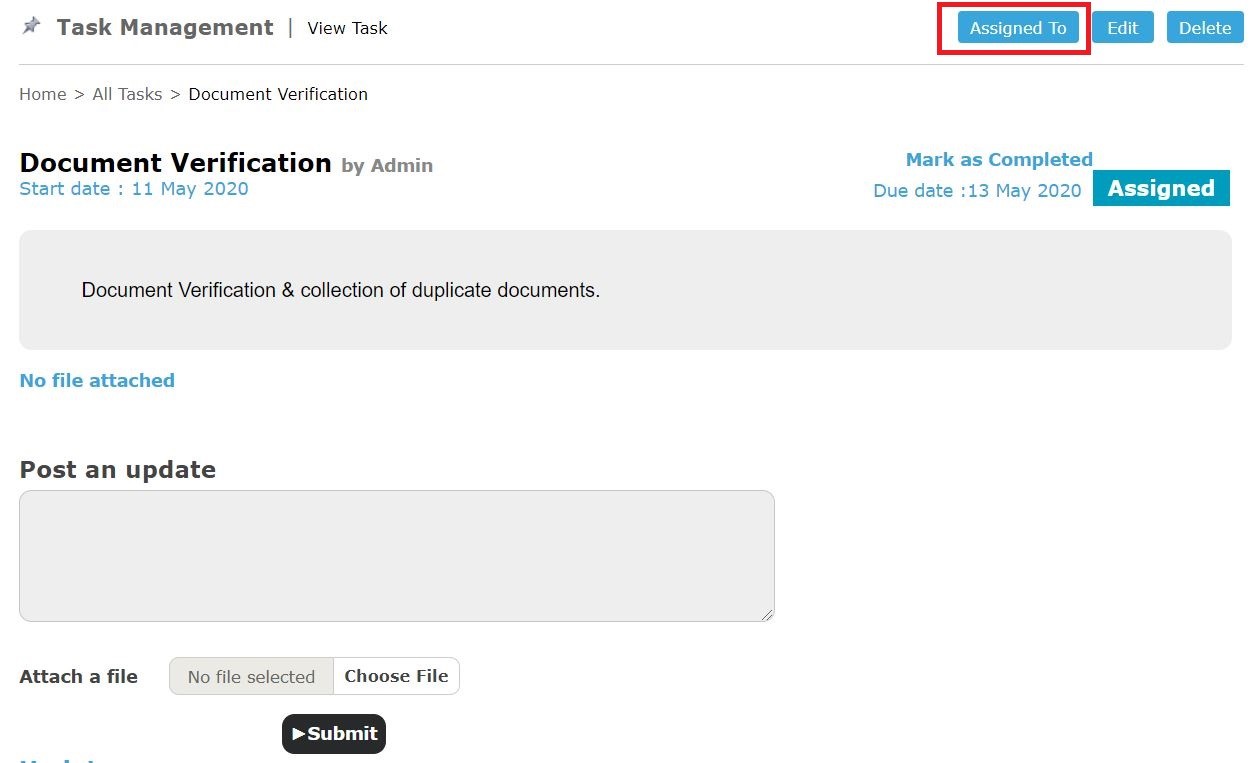 Task Management | View Task
Assigned To Edit Delete
Home > All Tasks > Document Verification
Document Verification by Admin
Mark as Completed
Start date : 11 May 2020
Due date :13 May 2020 Assigned
Document Verification & collection of duplicate documents.
No file attached
Post an update
Attach a file No file selected Choose File
►Submit